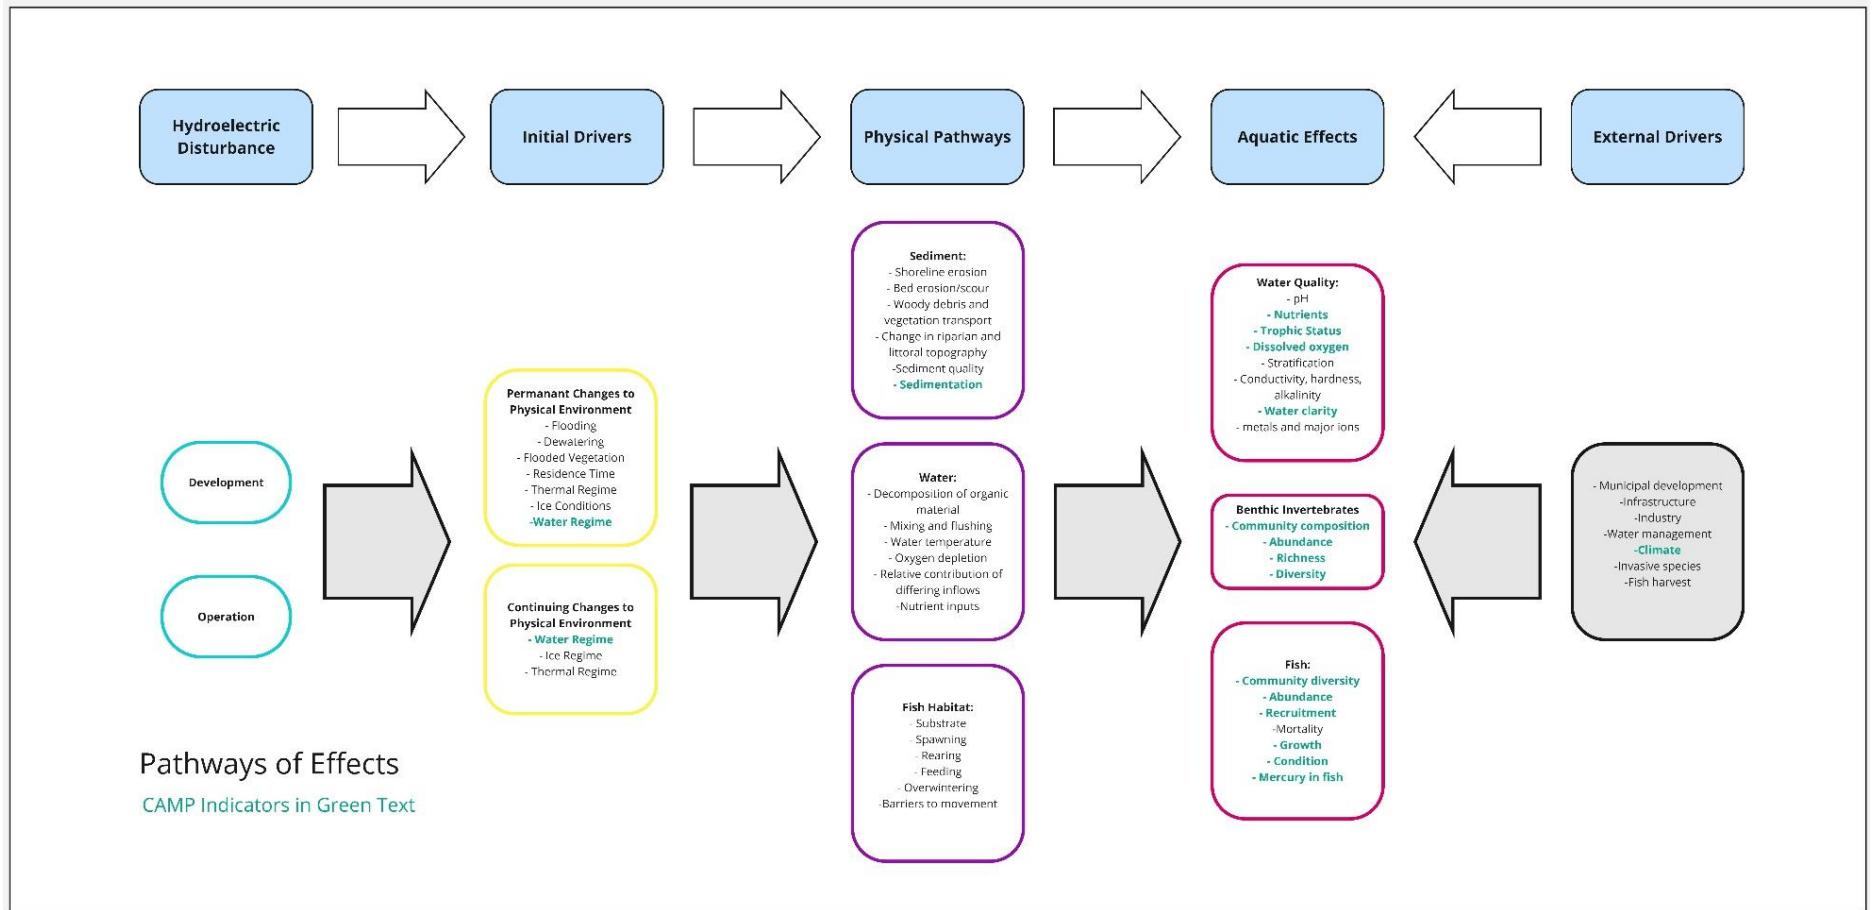 Hydroelectric
Disturbance
Initial Drivers
Physical Pathways
Aquatic Effects
External Drivers
Development
Operation
Permanant Changes to
Physical Environment
- Flooding
- Dewatering
- Flooded Vegetation
- Residence Time
- Thermal Regime
- Ice Conditions
-Water Regime
Continuing Changes to
Physical Environment
- Water Regime
- Ice Regime
- Thermal Regime
Sediment:
- Shoreline erosion
- Bed erosion/scour
- Woody debris and
vegetation transport
- Change in riparian and
littoral topography
-Sediment quality
- Sedimentation
Water:
- Decomposition of organic
material
- Mixing and flushing
- Water temperature
- Oxygen depletion
- Relative contribution of
differing inflows
-Nutrient inputs
Fish Habitat:
- Substrate
- Spawning
- Rearing
- Feeding
- Overwintering
-Barriers to movement
Water Quality:
- pH
- Nutrients
- Trophic Status
- Dissolved oxygen
- Stratification
- Conductivity, hardness,
alkalinity
- Water clarity
- metals and major ions
Benthic Invertebrates
- Community composition
- Abundance
- Richness
- Diversity
Fish:
- Community diversity
- Abundance
- Recruitment
-Mortality
- Growth
- Condition
- Mercury in fish
- Municipal development
-Infrastructure
-Industry
-Water management
-Climate
-Invasive species
-Fish harvest
Pathways of Effects
CAMP Indicators in Green Text